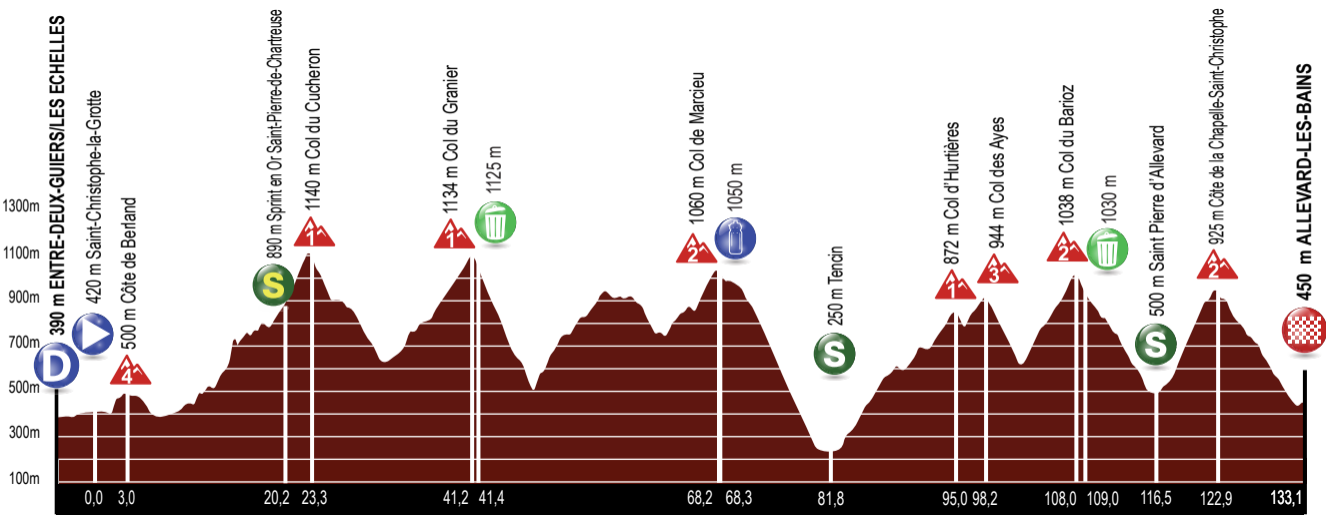 390 m ENTRE-DEUX-GUIERS/LES ECHELLES
420 m Saint-Christophe-la-Grotte
500 m Côte de Berland
890 m Sprint en Or Saint-Pierre-de-Chartreuse
1140 m Col du Cucheron
1134 m Col du Granier
1125 m
1060 m Col de Marcieu
1050 m
250 m Tenoin
872 m Col d'Hurtières
944 m Col des Ayes
1038 m Col du Barioz
1030 m
500 m Saint Pierre d'Allevard
925 m Côte de la Chapelle-Saint-Christophe
450 m ALLEVARD-LES-BAINS
D
4
S
1
1
2
S
1
3
2
S
2
1300m
1100m
900m
700m
500m
300m
100m
0,0 3,0 20,2 23,3 41,2 41,4 68,2 68,3 81,8 95,0 98,2 108,0 109,0 116,5 122,9 133,1